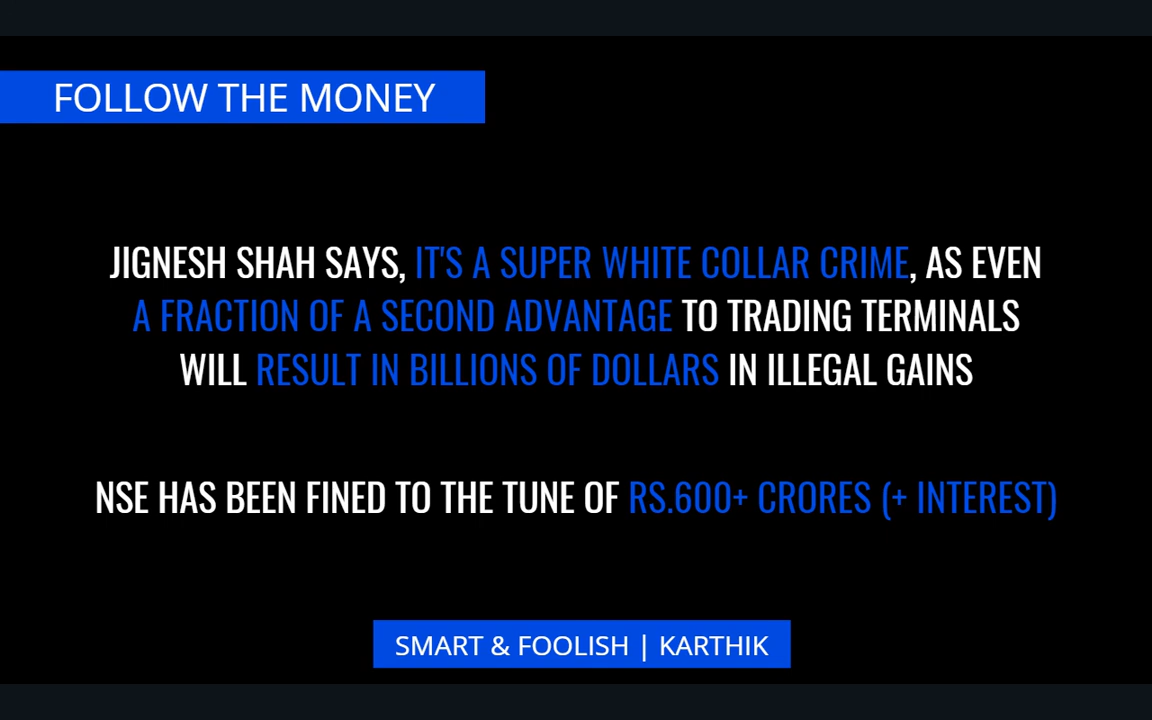 FOLLOW THE MONEY
JIGNESH SHAH SAYS, IT'S A SUPER WHITE COLLAR CRIME, AS EVEN
A FRACTION OF A SECOND ADVANTAGE TO TRADING TERMINALS
WILL RESULT IN BILLIONS OF DOLLARS IN ILLEGAL GAINS
NSE HAS BEEN FINED TO THE TUNE OF RS.600+ CRORES (+ INTEREST)
SMART & FOOLISH | KARTHIK